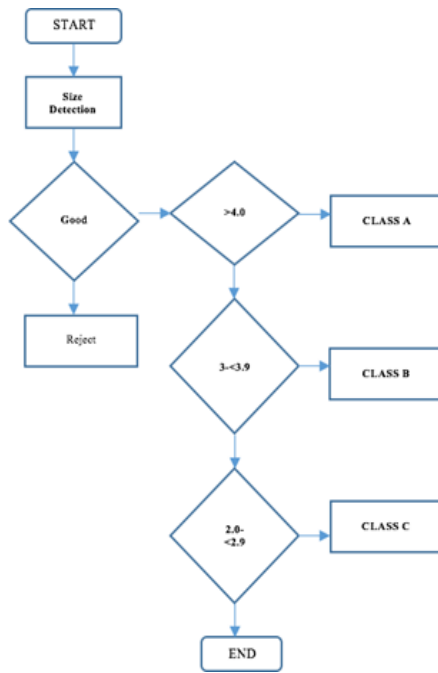 START
Size
Detection
Good
>4.0
CLASS A
Reject
3-<3.9
CLASS B
2.0-
<2.9
CLASS C
END